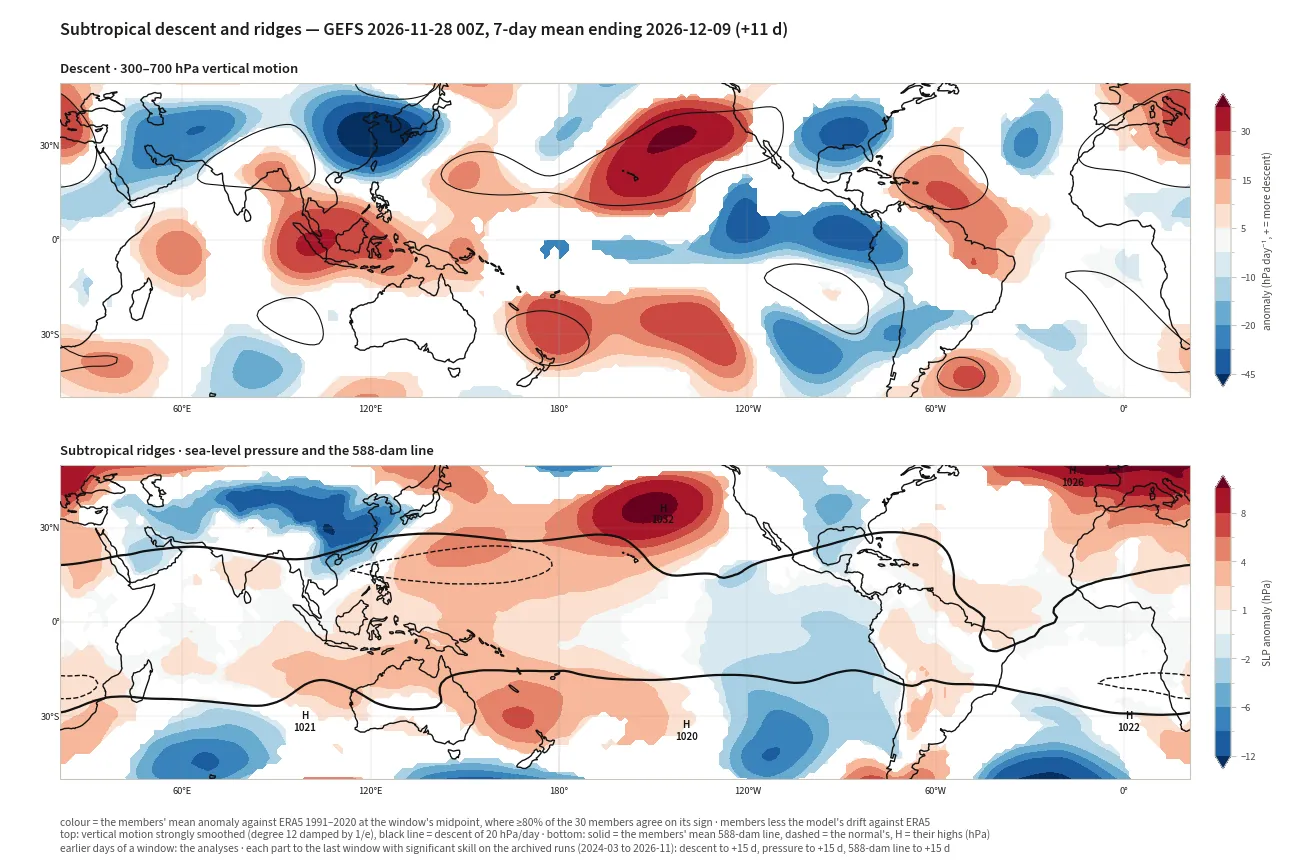 Subtropical descent and ridges — GEFS 2026-11-28 00Z, 7-day mean ending 2026-12-09 (+11 d)
Descent · 300–700 hPa vertical motion
30°N
0°
30°S
60°E
120°E
180°
120°W
60°W
0°
30
15
5
−10
−20
−45
anomaly (hPa day⁻¹, + = more descent)
Subtropical ridges · sea-level pressure and the 588-dam line
H
1026
H
1032
H
1021
H
1020
H
1022
30°N
0°
30°S
60°E
120°E
180°
120°W
60°W
0°
8
4
1
−2
−6
−12
SLP anomaly (hPa)
colour = the members' mean anomaly against ERA5 1991–2020 at the window's midpoint, where ≥80% of the 30 members agree on its sign · members less the model's drift against ERA5
top: vertical motion strongly smoothed (degree 12 damped by 1/e), black line = descent of 20 hPa/day · bottom: solid = the members' mean 588-dam line, dashed = the normal's, H = their highs (hPa)
earlier days of a window: the analyses · each part to the last window with significant skill on the archived runs (2024-03 to 2026-11): descent to +15 d, pressure to +15 d, 588-dam line to +15 d